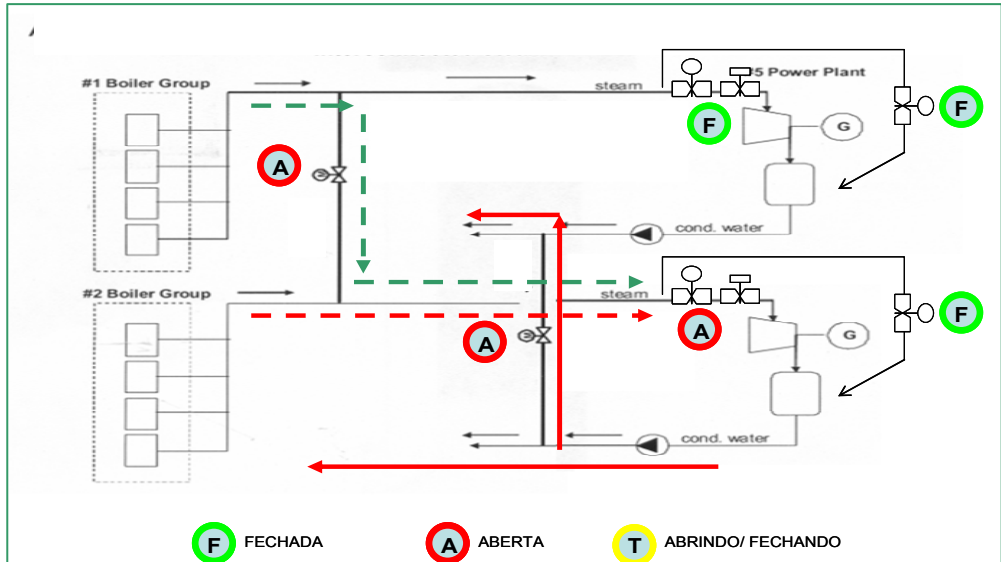 #1 Boiler Group
steam
5 Power Plant
F
F
G
A
M
cond. water
#2 Boiler Group
steam
A
A
F
M
G
cond. water
F FECHADA
A ABERTA
T ABRINDO/ FECHANDO